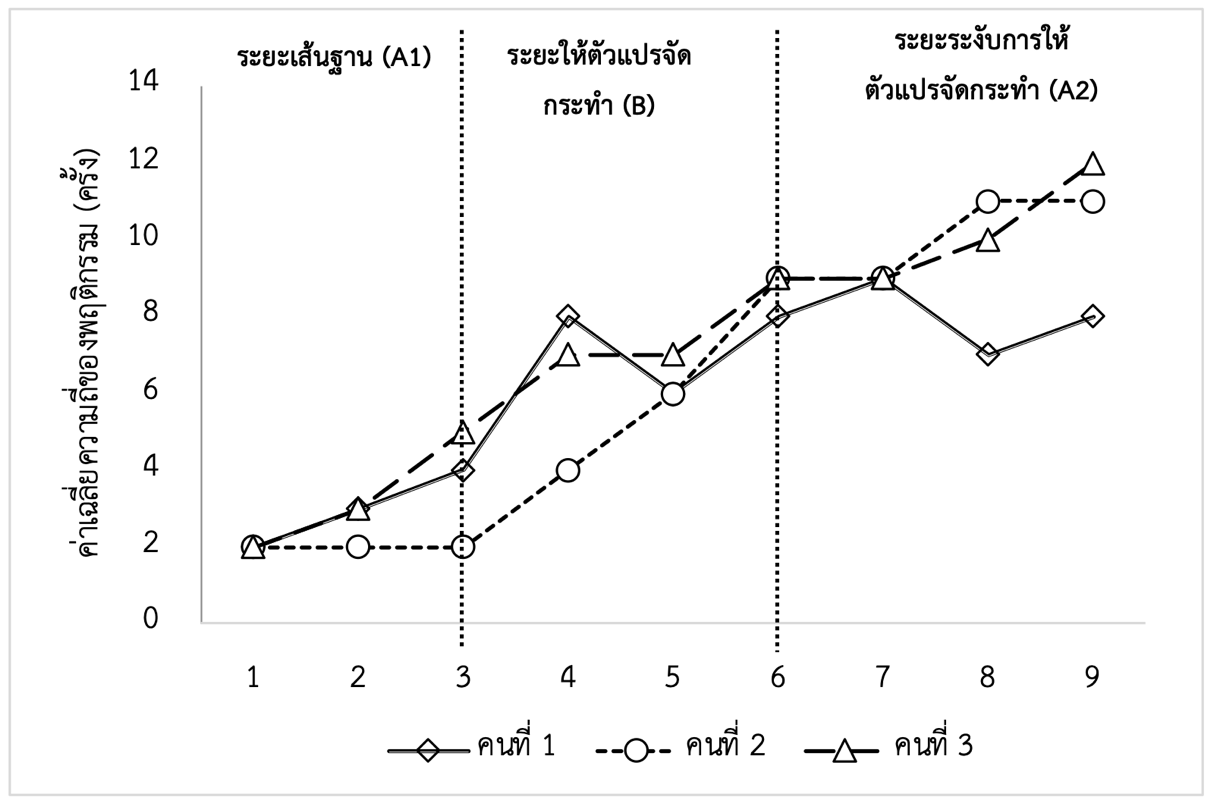 ระยะเส้นฐาน (A1)
ระยะให้ตัวแปรจัด
กระทำ (B)
ระยะระงับการให้
ตัวแปรจัดกระทำ (A2)
ค่าเฉลี่ยความถี่ของพฤติกรรม (ครั้ง)
14
12
10
8
6
4
2
0
1 2 3 4 5 6 7 8 9
คนที่ 1 คนที่ 2 คนที่ 3